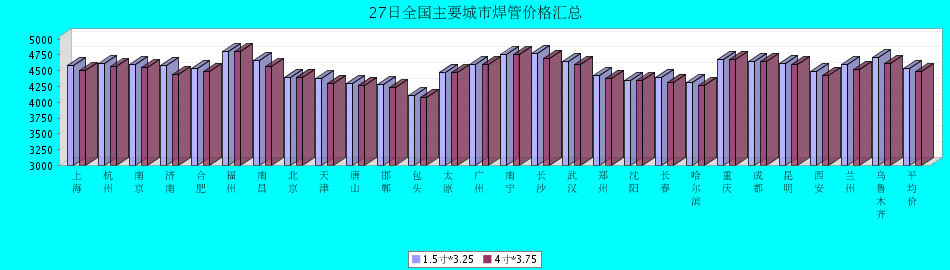 27日全国主要城市焊管价格汇总
5000
4750
4500
4250
4000
3750
3500
3250
3000
上海
杭州
南京
济南
合肥
福州
南昌
北京
天津
唐山
邯郸
包头
太原
广州
南宁
长沙
武汉
郑州
沈阳
长春
哈尔滨
重庆
成都
昆明
西安
兰州
乌鲁木齐
平均价
1.5寸*3.25
4寸*3.75